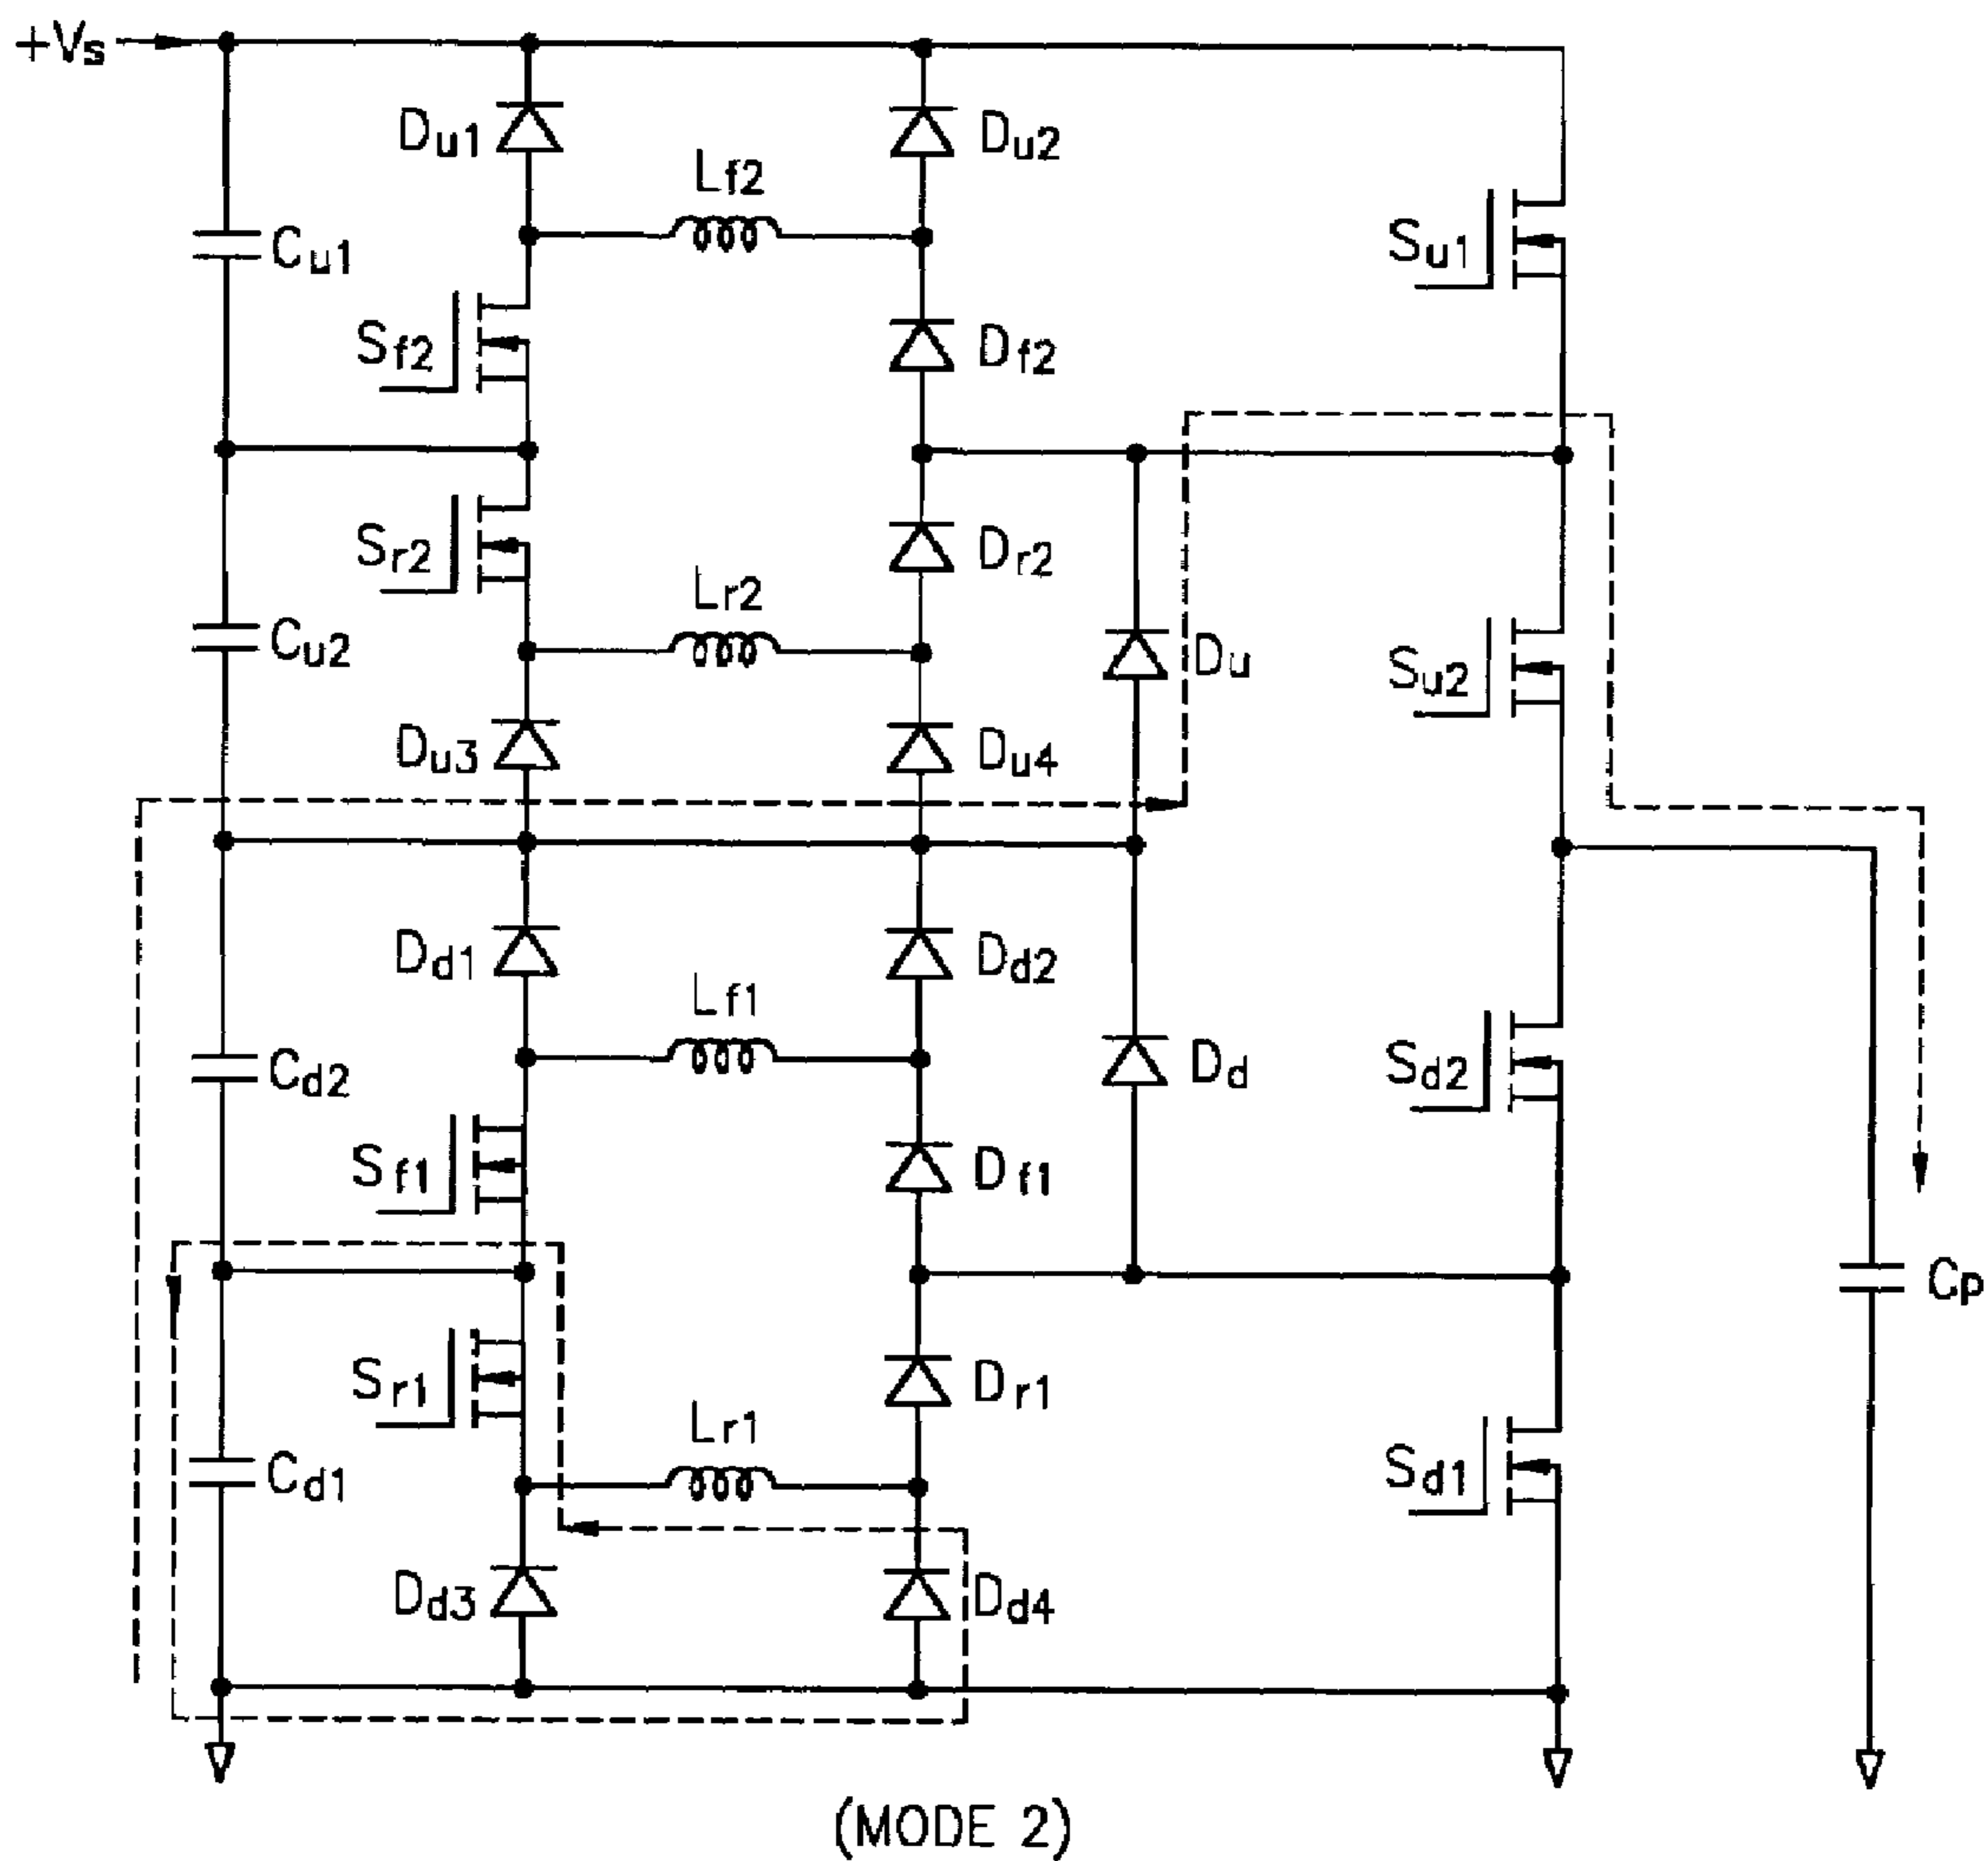 +Vs
Du1
Du2
Lf2
Cu1
Su1
Sf2
Df2
Sr2
Dr2
Lr2
Cu2
Du
Su2
Du3
Du4
Dd1
Dd2
Lf1
Cd2
Dd
Sd2
Sf1
Df1
Cp
Sr1
Dr1
Lr1
Cd1
Sd1
Dd3
Dd4
(MODE 2)